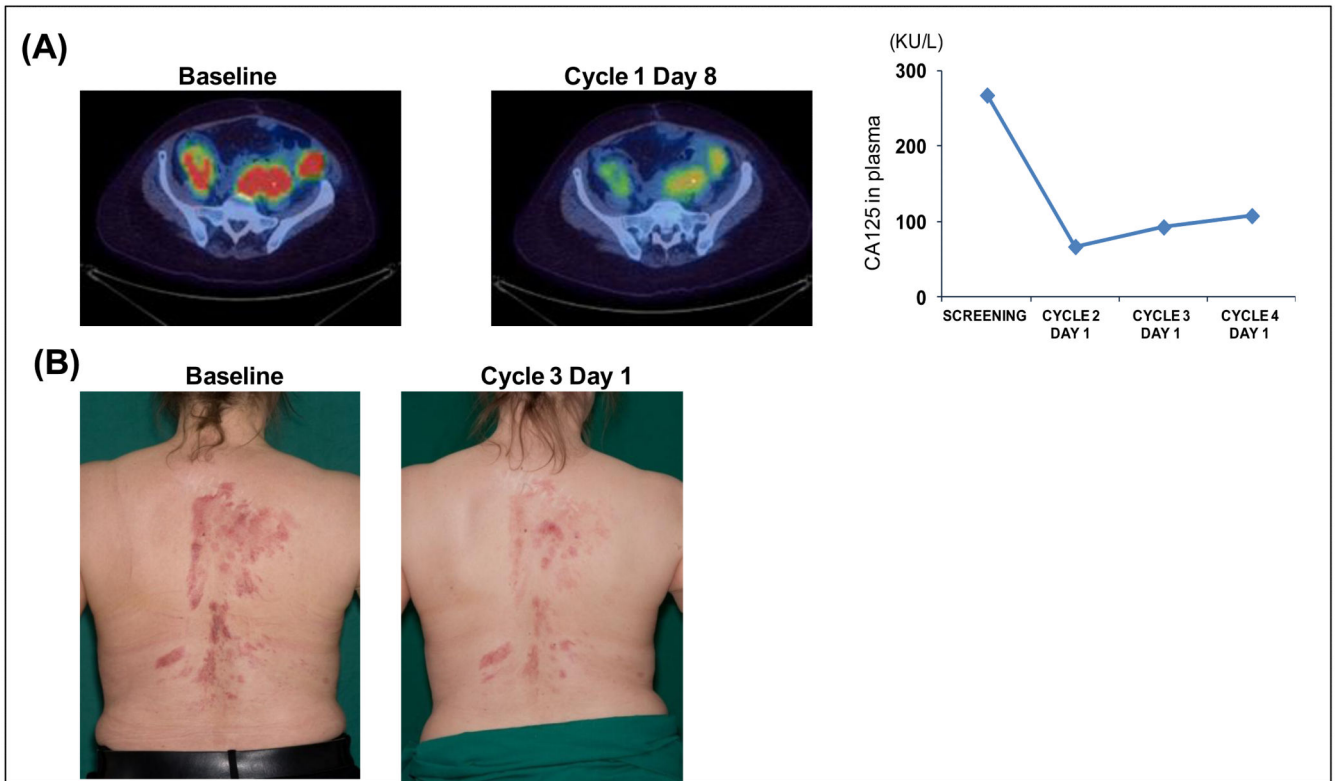 (A)
Baseline
Cycle 1 Day 8
(KU/L)
CA125 in plasma
300
200
100
0
SCREENING
CYCLE 2
DAY 1
CYCLE 3
DAY 1
CYCLE 4
DAY 1
(B)
Baseline
Cycle 3 Day 1